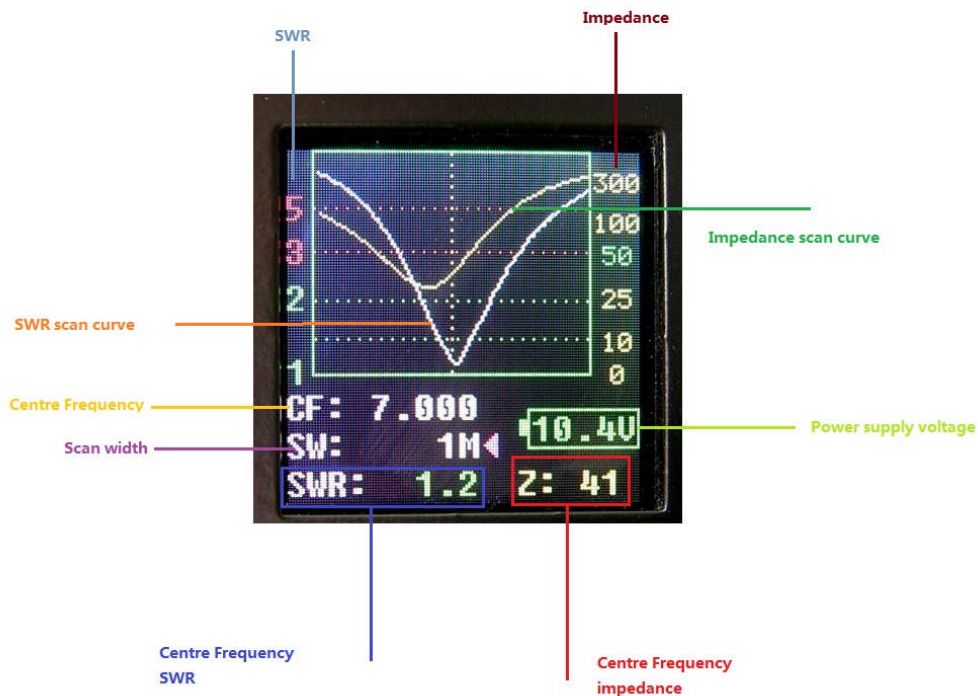 Impedance
SWR
300
5
100
Impedance scan curve
3
50
2
25
SWR scan curve
10
1
0
Centre Frequency
CF: 7.000
Power supply voltage
10.4V
Scan width
SW: 1M
SWR: 1.2
Z: 41
Centre Frequency
SWR
Centre Frequency
impedance